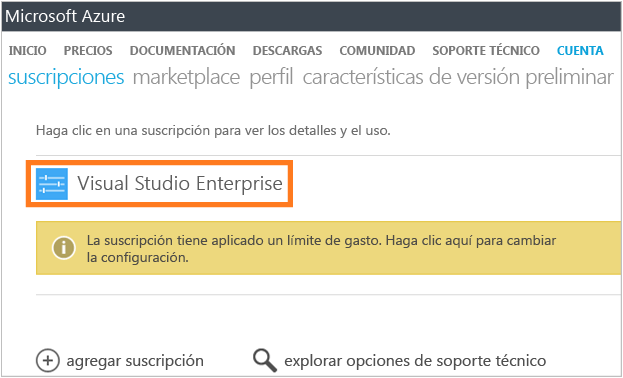 Microsoft Azure
INICIO PRECIOS DOCUMENTACIÓN DESCARGAS COMUNIDAD SOPORTE TÉCNICO CUENTA
suscripciones marketplace perfil características de versión preliminar
Haga clic en una suscripción para ver los detalles y el uso.
Visual Studio Enterprise
La suscripción tiene aplicado un límite de gasto. Haga clic aquí para cambiar
la configuración.
agregar suscripción explorar opciones de soporte técnico